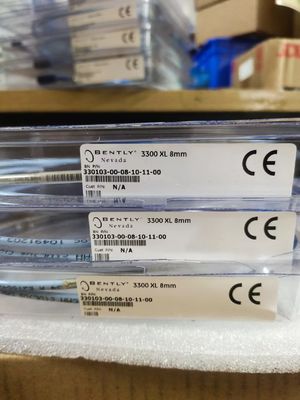 BENTLY
Nevada
3300 XL 8mm
BN P/N:
330103-00-08-10-11-00
Cust P/N: N/A
CE
BENTLY
Nevada
3300 XL 8mm
BN P/N:
330103-00-08-10-11-00
Cust P/N: N/A
CE
BENTLY
Nevada
3300 XL 8mm
BN P/N:
330103-00-08-10-11-00
Cust P/N: N/A
CE